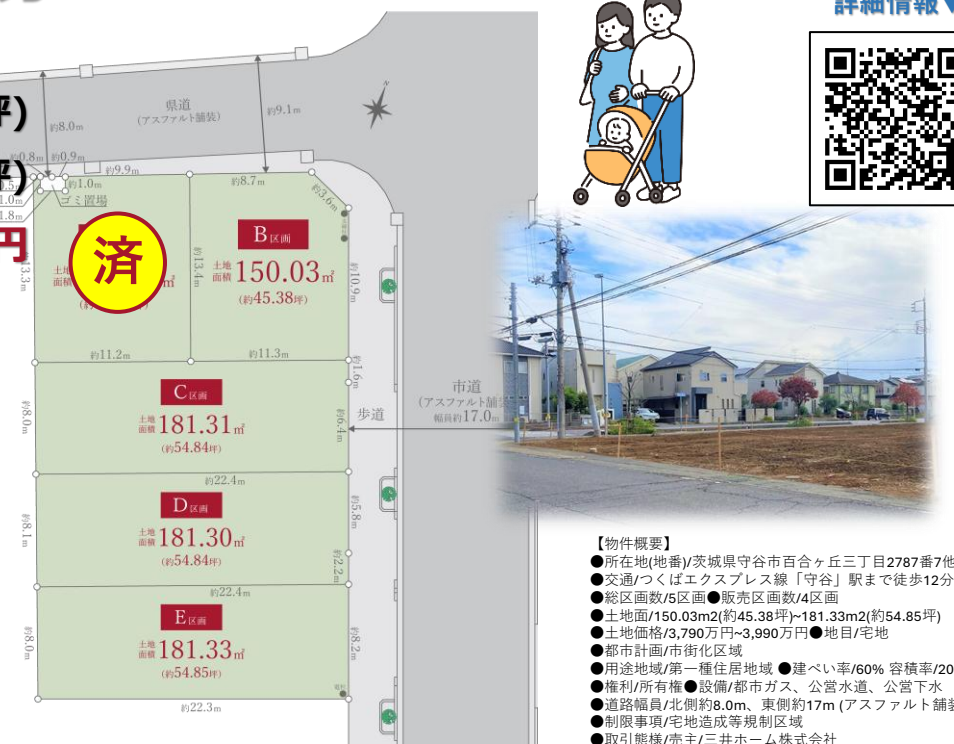 詳細情報▼
坪)
坪)
円
県道
(アスファルト舗装)
約8.0m
約9.1m
約0.8m
約0.9m
約9.9m
約1.0m
ゴミ置場
約8.7m
約3.6m
済
土地
面積
㎡
約13.4m
B区画
土地
面積 150.03㎡
(約45.38坪)
約10.9m
約11.2m
約11.3m
約1.6m
C区画
土地
面積 181.31㎡
(約54.84坪)
約8.0m
約6.4m
歩道
市道
(アスファルト舗装
幅員約17.0m
約22.4m
D区画
土地
面積 181.30㎡
(約54.84坪)
約8.1m
約5.8m
約2.2m
約22.4m
E区画
土地
面積 181.33㎡
(約54.85坪)
約8.0m
約8.2m
約22.3m
【物件概要】
●所在地(地番)/茨城県守谷市百合ヶ丘三丁目2787番7他
●交通/つくばエクスプレス線「守谷」駅まで徒歩12分
●総区画数/5区画●販売区画数/4区画
●土地面/150.03m2(約45.38坪)~181.33m2(約54.85坪)
●土地価格/3,790万円~3,990万円●地目/宅地
●都市計画/市街化区域
●用途地域/第一種住居地域 ●建ぺい率/60% 容積率/20
●権利/所有権●設備/都市ガス、公営水道、公営下水
●道路幅員/北側約8.0m、東側約17m (アスファルト舗装
●制限事項/宅地造成等規制区域
●取引態様/売主/三井ホーム株式会社